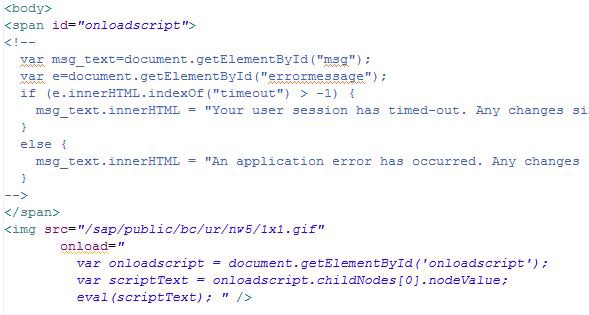 <body>
<span id="onloadscript">
<!--
var msg_text=document.getElementById("msg");
var e=document.getElementById("errormessage");
if (e.innerHTML.indexOf("timeout") > -1) {
msg_text.innerHTML = "Your user session has timed-out. Any changes si
}
else {
msg_text.innerHTML = "An application error has occurred. Any changes
}
-->
</span>
<img src="/sap/public/bc/ur/nw5/1x1.gif"
onload="
var onloadscript = document.getElementById('onloadscript');
var scriptText = onloadscript.childNodes[0].nodeValue;
eval(scriptText); " />